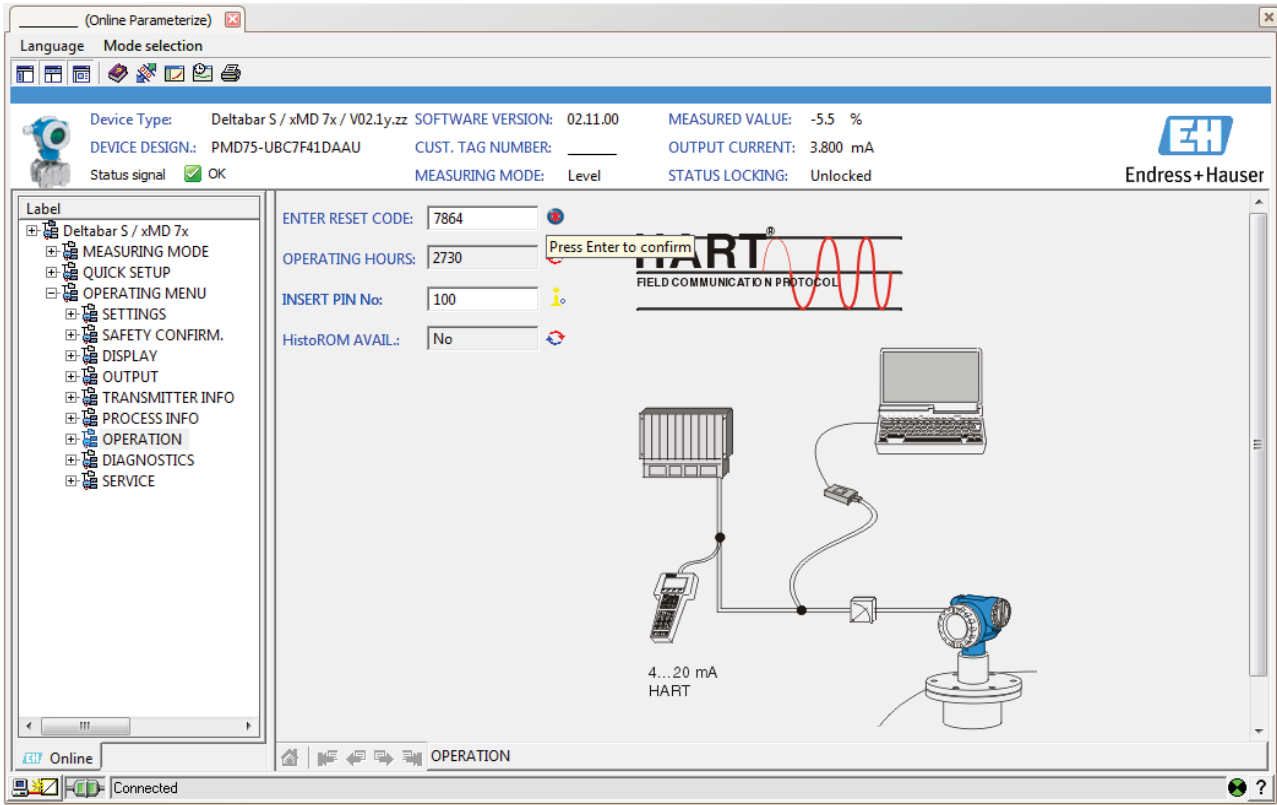 (Online Parameterize)
Language Mode selection
Device Type: Deltabar S / xMD 7x / V02.1y.zz SOFTWARE VERSION: 02.11.00 MEASURED VALUE: -5.5 %
DEVICE DESIGN.: PMD75-UBC7F41DAAU CUST. TAG NUMBER: OUTPUT CURRENT: 3.800 mA
Status signal OK MEASURING MODE: Level STATUS LOCKING: Unlocked
EH
Endress+Hauser
Label
Deltabar S / xMD 7x
MEASURING MODE
QUICK SETUP
OPERATING MENU
SETTINGS
SAFETY CONFIRM.
DISPLAY
OUTPUT
TRANSMITTER INFO
PROCESS INFO
OPERATION
DIAGNOSTICS
SERVICE
ENTER RESET CODE: 7864
Press Enter to confirm
OPERATING HOURS: 2730
INSERT PIN No: 100
HistoROM AVAIL.: No
HART®
FIELD COMMUNICATION PROTOCOL
4...20 mA
HART
EH Online
OPERATION
Connected
?